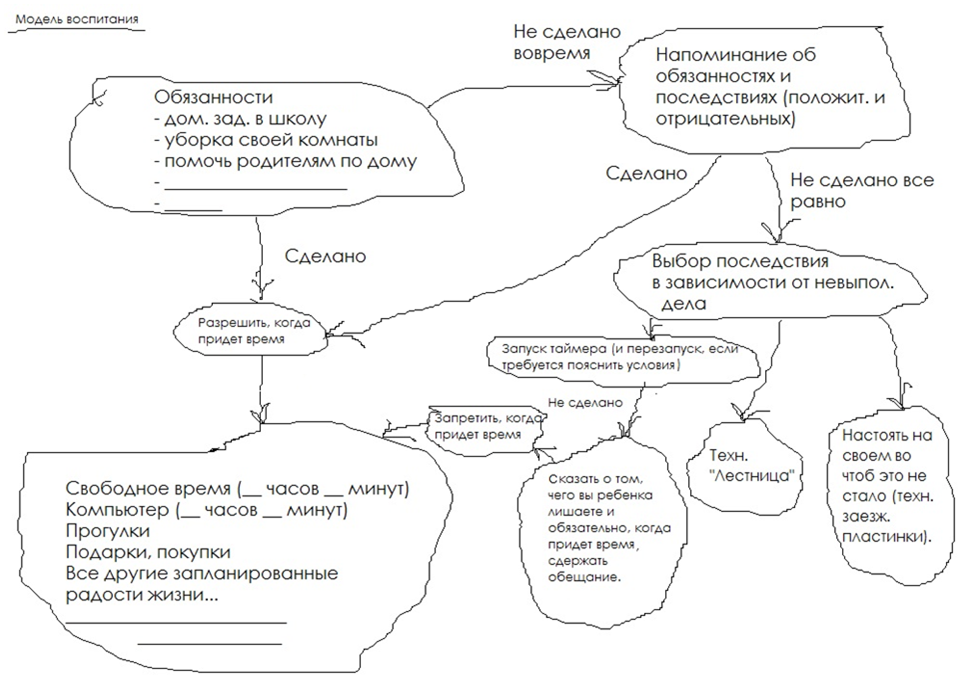 Модель воспитания
Не сделано
вовремя
Напоминание об
обязанностях и
последствиях (положит. и
отрицательных)
Обязанности
- дом. зад. в школу
- уборка своей комнаты
- помочь родителям по дому
- ____________________
- ______
Сделано
Не сделано все
равно
Сделано
Выбор последствия
в зависимости от невыпол.
дела
Разрешить, когда
придет время
Запуск таймера (и перезапуск, если
требуется пояснить условия)
Не сделано
Запретить, когда
придет время
Техн.
"Лестница"
Настоять на
своем во
чтоб это не
стало (техн.
заезж.
пластинки).
Сказать о том,
чего вы ребенка
лишаете и
обязательно, когда
придет время,
сдержать
обещание.
Свободное время (__ часов __ минут)
Компьютер (__ часов __ минут)
Прогулки
Подарки, покупки
Все другие запланированные
радости жизни...
________________________
________________